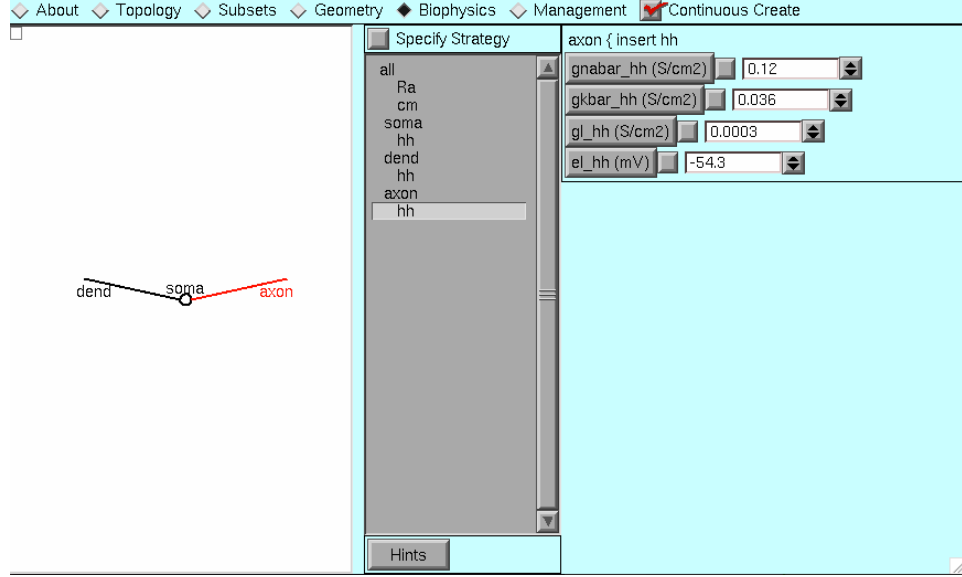 About Topology Subsets Geometry Biophysics Management Continuous Create
Specify Strategy
all
Ra
cm
soma
hh
dend
hh
axon
hh
Hints
axon { insert hh
gnabar_hh (S/cm2) 0.12
gkbar_hh (S/cm2) 0.036
gl_hh (S/cm2) 0.0003
el_hh (mV) -54.3
dend soma axon